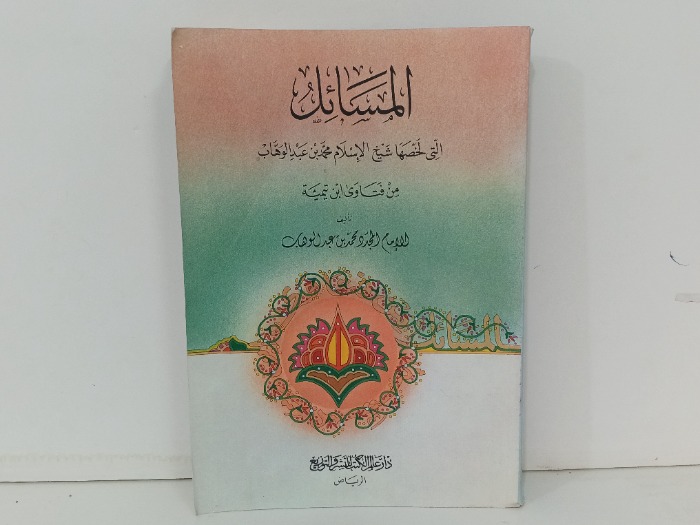 المسائل
التي لخصها شيخ الإسلام محمد بن عبد الوهاب
من فتاوى ابن تيمية
تأليف
الإمام المجدد محمد بن عبد الوهاب
المسائل
دار عالم الكتب للنشر والتوزيع
الرياض